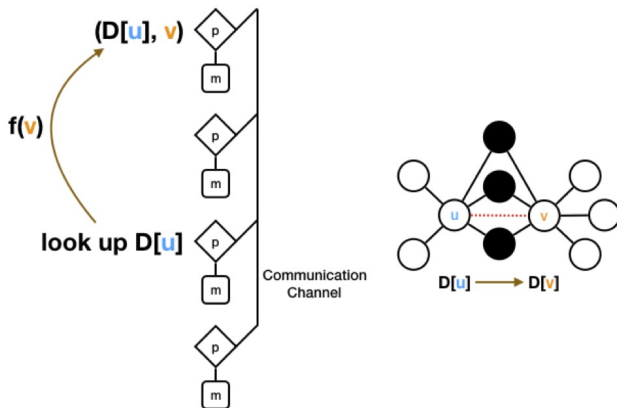 (D[u], v)
p
m
f(v)
p
m
look up D[u]
p
m
Communication
Channel
p
m
u
v
D[u]
D[v]